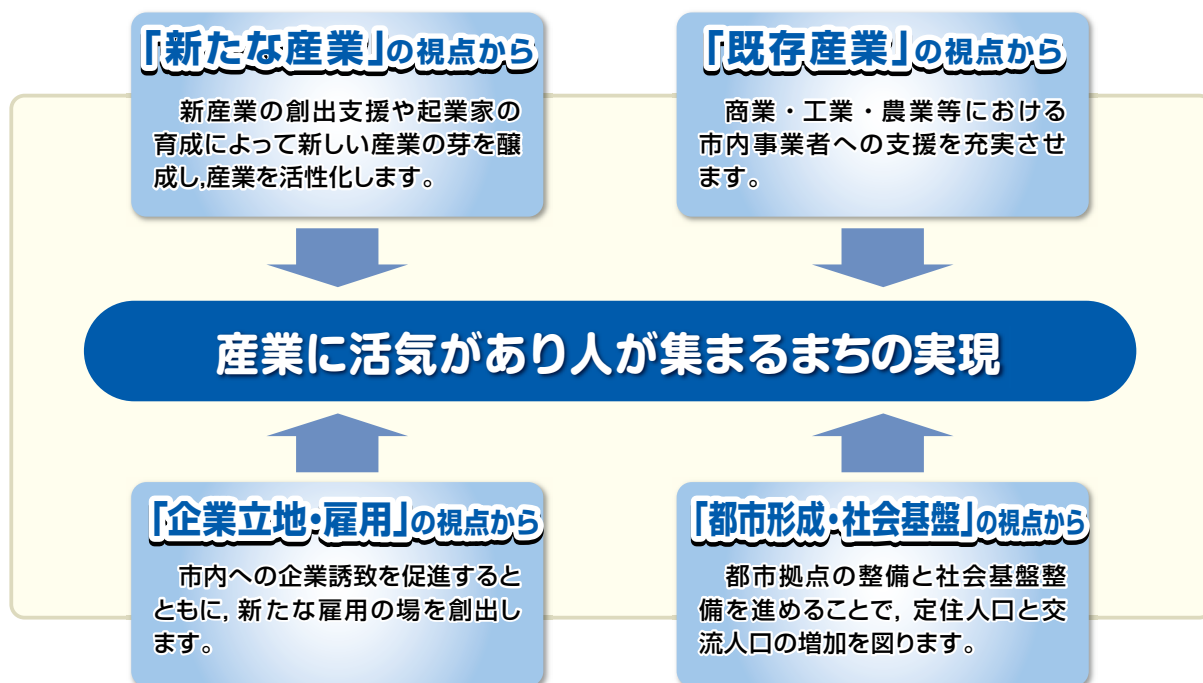 「新たな産業」の視点から
新産業の創出支援や起業家の
育成によって新しい産業の芽を醸
成し,産業を活性化します。
「既存産業」の視点から
商業・工業・農業等における
市内事業者への支援を充実させ
ます。
産業に活気があり人が集まるまちの実現
「企業立地・雇用」の視点から
市内への企業誘致を促進すると
ともに, 新たな雇用の場を創出し
ます。
「都市形成・社会基盤」の視点から
都市拠点の整備と社会基盤整
備を進めることで, 定住人口と交
流人口の増加を図ります。